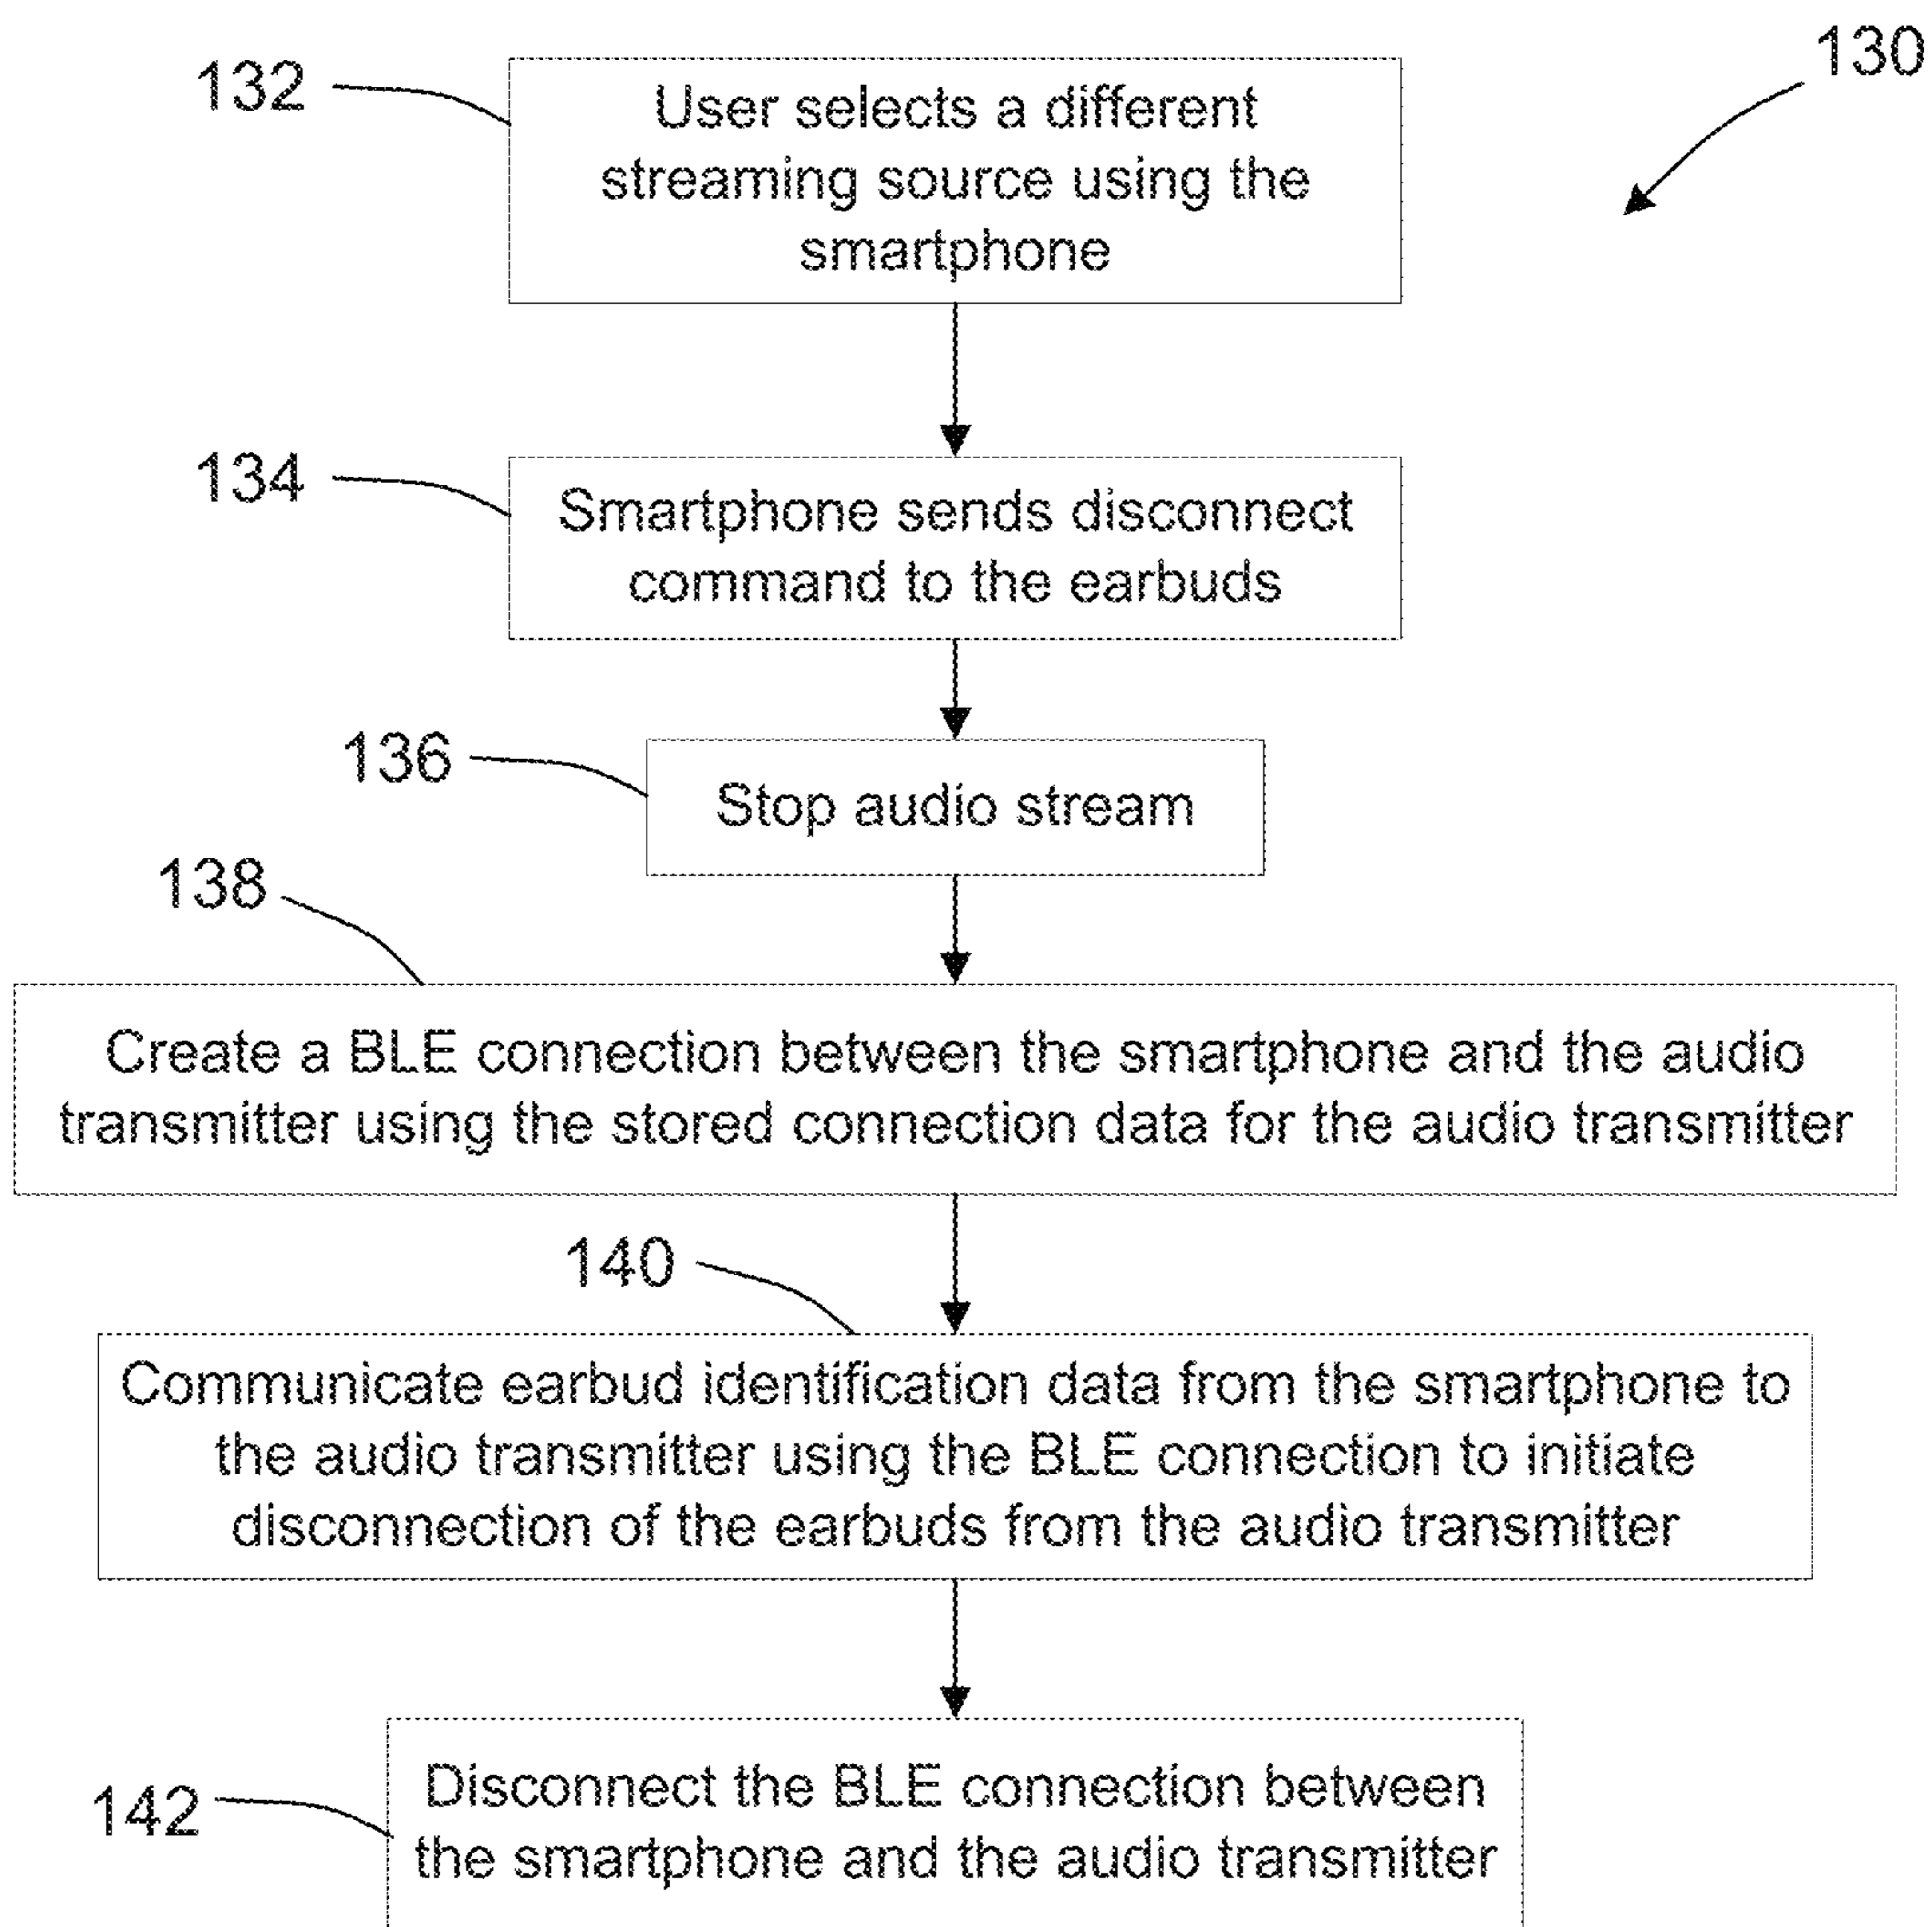 130
132
User selects a different
streaming source using the
smartphone
134
Smartphone sends disconnect
command to the earbuds
136
Stop audio stream
138
Create a BLE connection between the smartphone and the audio
transmitter using the stored connection data for the audio transmitter
140
Communicate earbud identification data from the smartphone to
the audio transmitter using the BLE connection to initiate
disconnection of the earbuds from the audio transmitter
142
Disconnect the BLE connection between
the smartphone and the audio transmitter